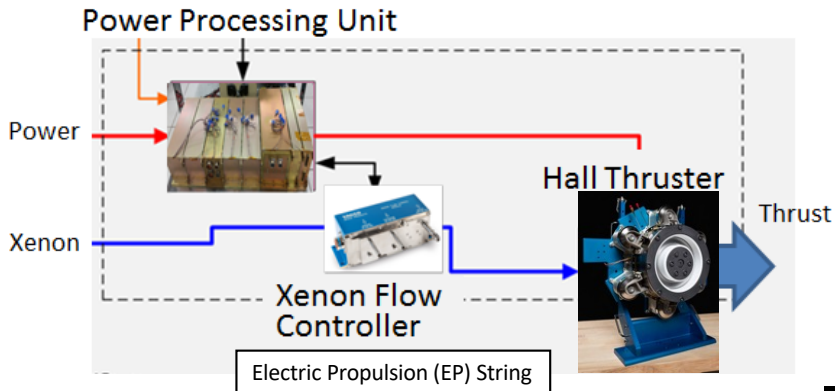 Power Processing Unit
Power
Hall Thruster
Thrust
Xenon
Xenon Flow
Controller
Electric Propulsion (EP) String